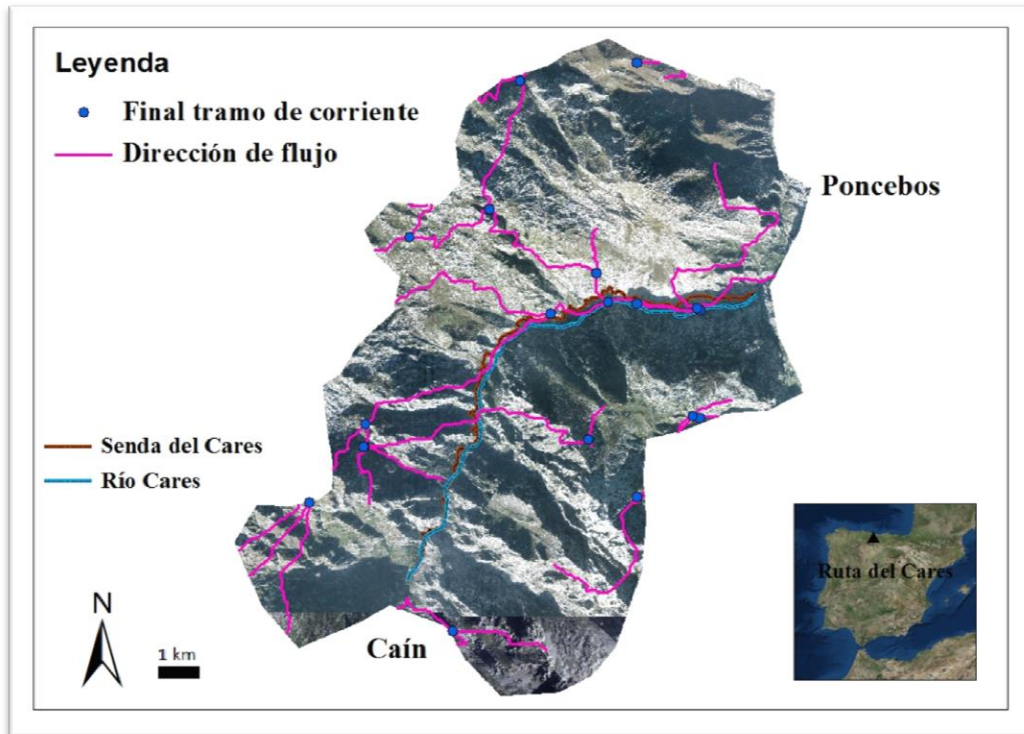 Leyenda
Final tramo de corriente
Dirección de flujo
Poncebos
Senda del Cares
Río Cares
Ruta del Cares
N
1 km
Caín